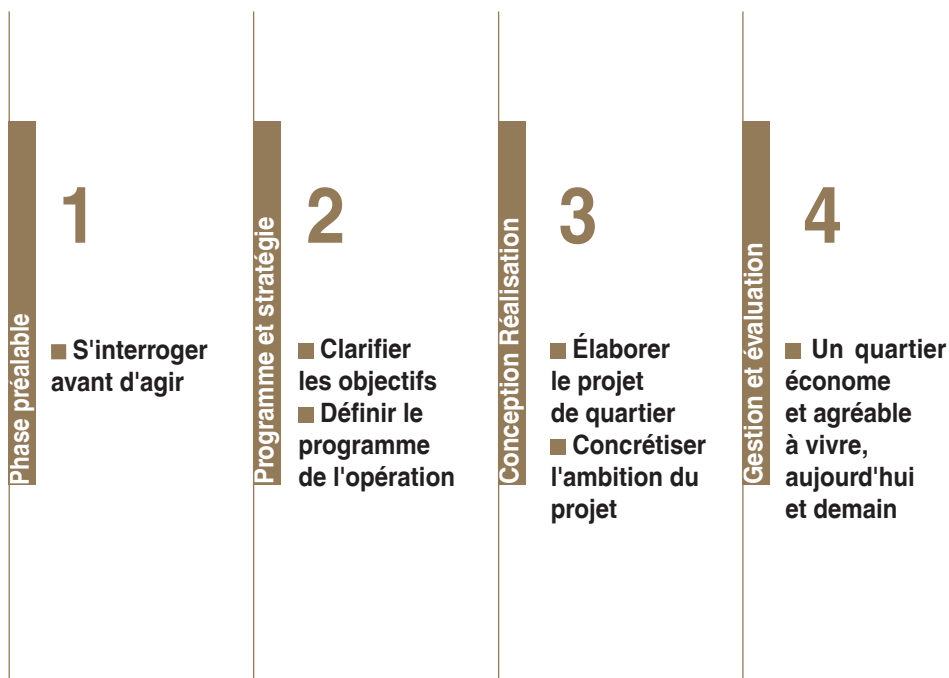 Phase préalable
1
■ S'interroger
avant d'agir
Programme et stratégie
2
■ Clarifier
les objectifs
■ Définir le
programme
de l'opération
Conception Réalisation
3
■ Élaborer
le projet
de quartier
■ Concrétiser
l'ambition du
projet
Gestion et évaluation
4
■ Un quartier
économe
et agréable
à vivre,
aujourd'hui
et demain